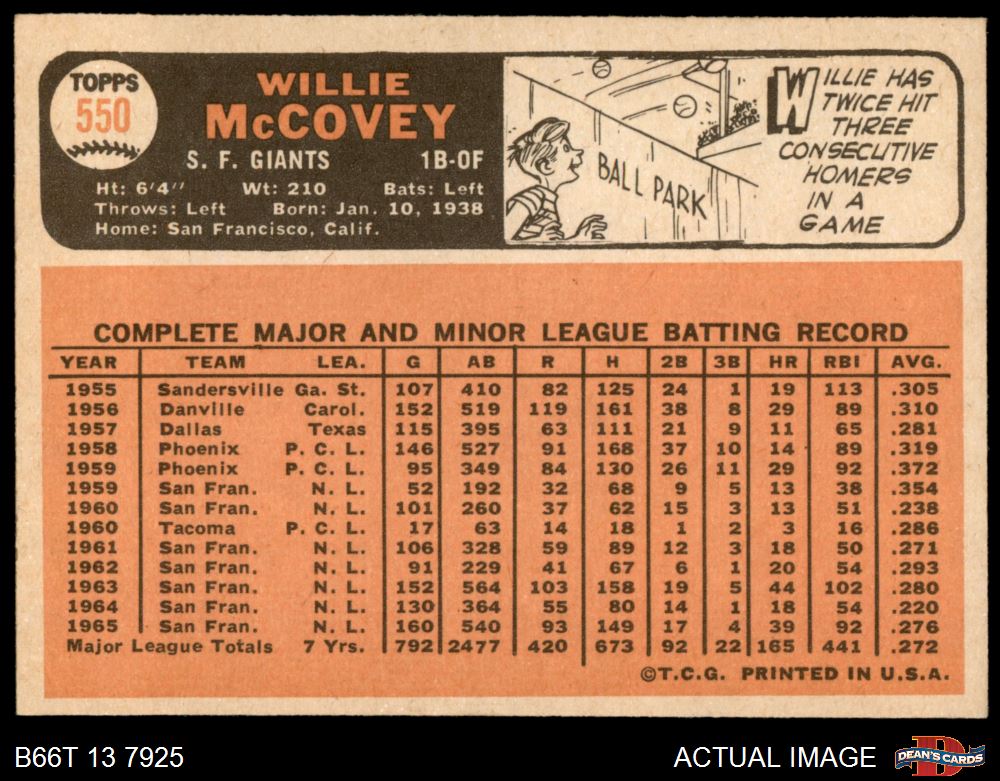 TOPPS
550
WILLIE
McCOVEY
S. F. GIANTS 1B-OF
Ht: 6'4" Wt: 210 Bats: Left
Throws: Left Born: Jan. 10, 1938
Home: San Francisco, Calif.
BALL PARK
WILLIE HAS
TWICE HIT
THREE
CONSECUTIVE
HOMERS
IN A
GAME
COMPLETE MAJOR AND MINOR LEAGUE BATTING RECORD
YEAR TEAM LEA. G AB R H 2B 3B HR RBI AVG.
1955 Sandersville Ga. St. 107 410 82 125 24 1 19 113 .305
1956 Danville Carol. 152 519 119 161 38 8 29 89 .310
1957 Dallas Texas 115 395 63 111 21 9 11 65 .281
1958 Phoenix P. C. L. 146 527 91 168 37 10 14 89 .319
1959 Phoenix P. C. L. 95 349 84 130 26 11 29 92 .372
1959 San Fran. N. L. 52 192 32 68 9 5 13 38 .354
1960 San Fran. N. L. 101 260 37 62 15 3 13 51 .238
1960 Tacoma P. C. L. 17 63 14 18 1 2 3 16 .286
1961 San Fran. N. L. 106 328 59 89 12 3 18 50 .271
1962 San Fran. N. L. 91 229 41 67 6 1 20 54 .293
1963 San Fran. N. L. 152 564 103 158 19 5 44 102 .280
1964 San Fran. N. L. 130 364 55 80 14 1 18 54 .220
1965 San Fran. N. L. 160 540 93 149 17 4 39 92 .276
Major League Totals 7 Yrs. 792 2477 420 673 92 22 165 441 .272
©T.C.G. PRINTED IN U.S.A.
B66T 13 7925 ACTUAL IMAGE
D
DEAN'S CARDS